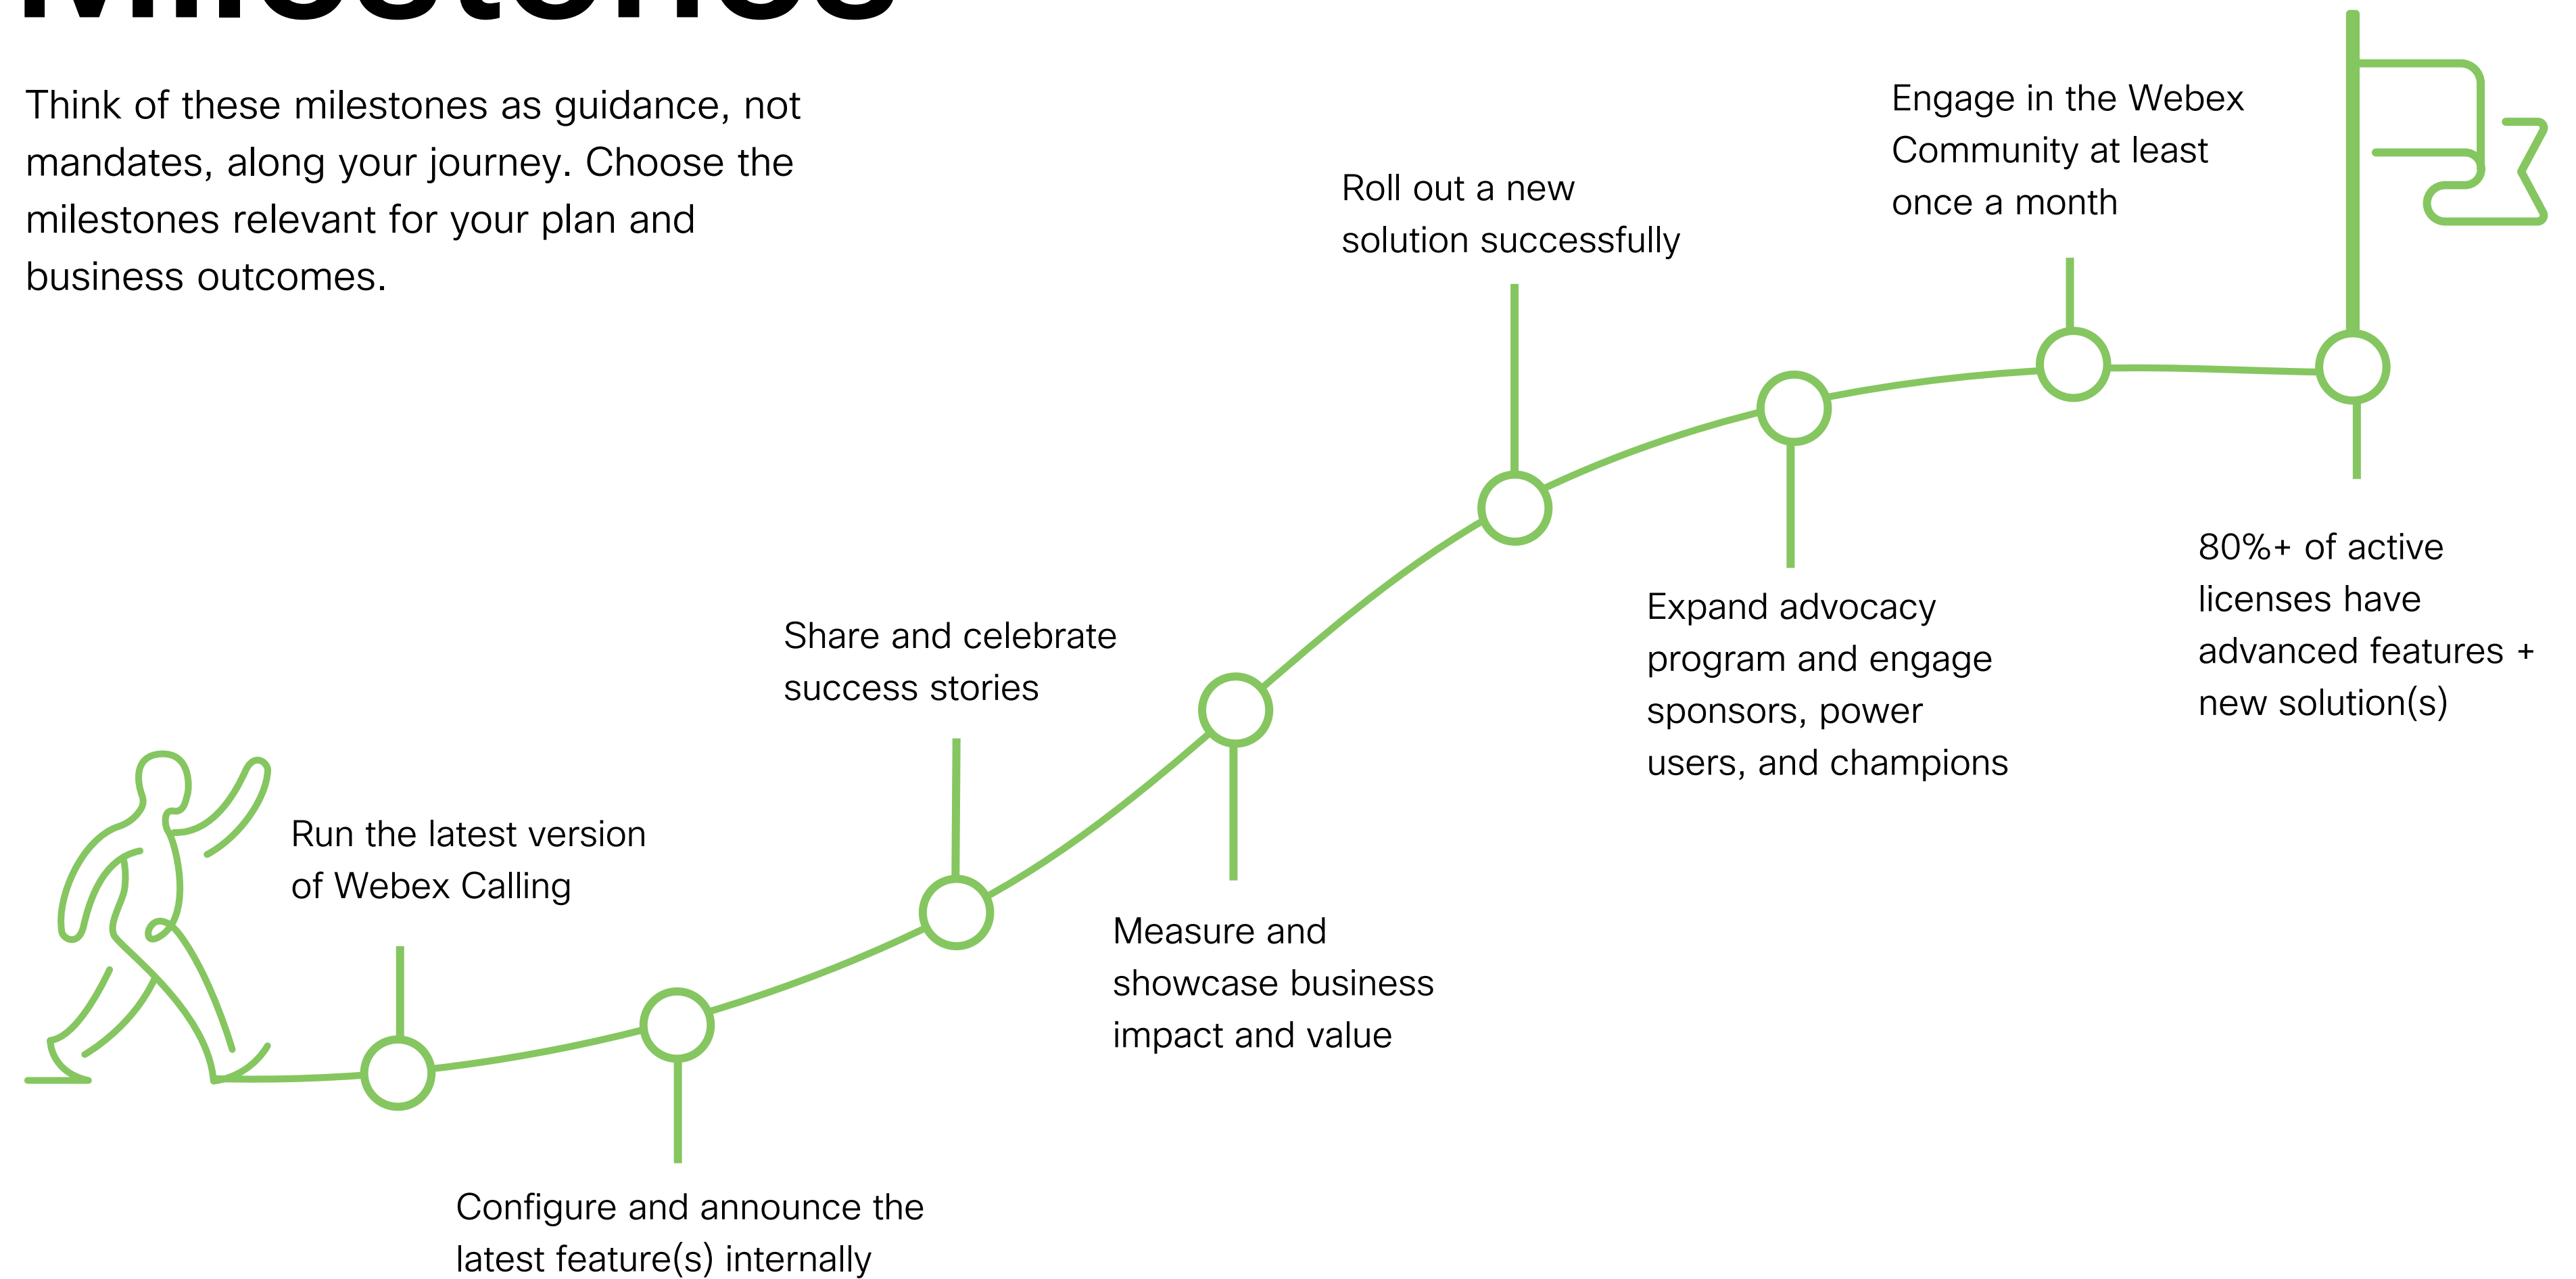 Milestones
Think of these milestones as guidance, not
mandates, along your journey. Choose the
milestones relevant for your plan and
business outcomes.
Run the latest version
of Webex Calling
Configure and announce the
latest feature(s) internally
Share and celebrate
success stories
Measure and
showcase business
impact and value
Roll out a new
solution successfully
Expand advocacy
program and engage
sponsors, power
users, and champions
Engage in the Webex
Community at least
once a month
80%+ of active
licenses have
advanced features +
new solution(s)